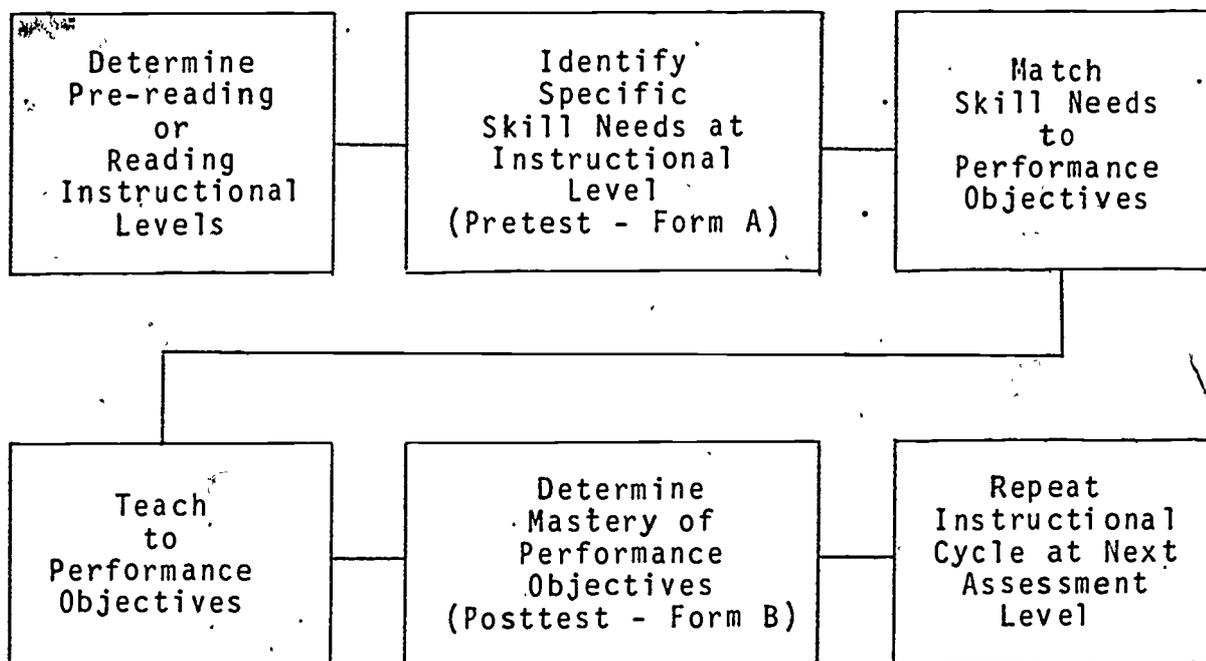 Determine
Pre-reading
or
Reading
Instructional
Levels
Identify
Specific
Skill Needs at
Instructional
Level
(Pretest - Form A)
Match
Skill Needs
to
Performance
Objectives
Teach
to
Performance
Objectives
Determine
Mastery of
Performance
Objectives
(Posttest - Form B)
Repeat
Instructional
Cycle at Next
Assessment
Level